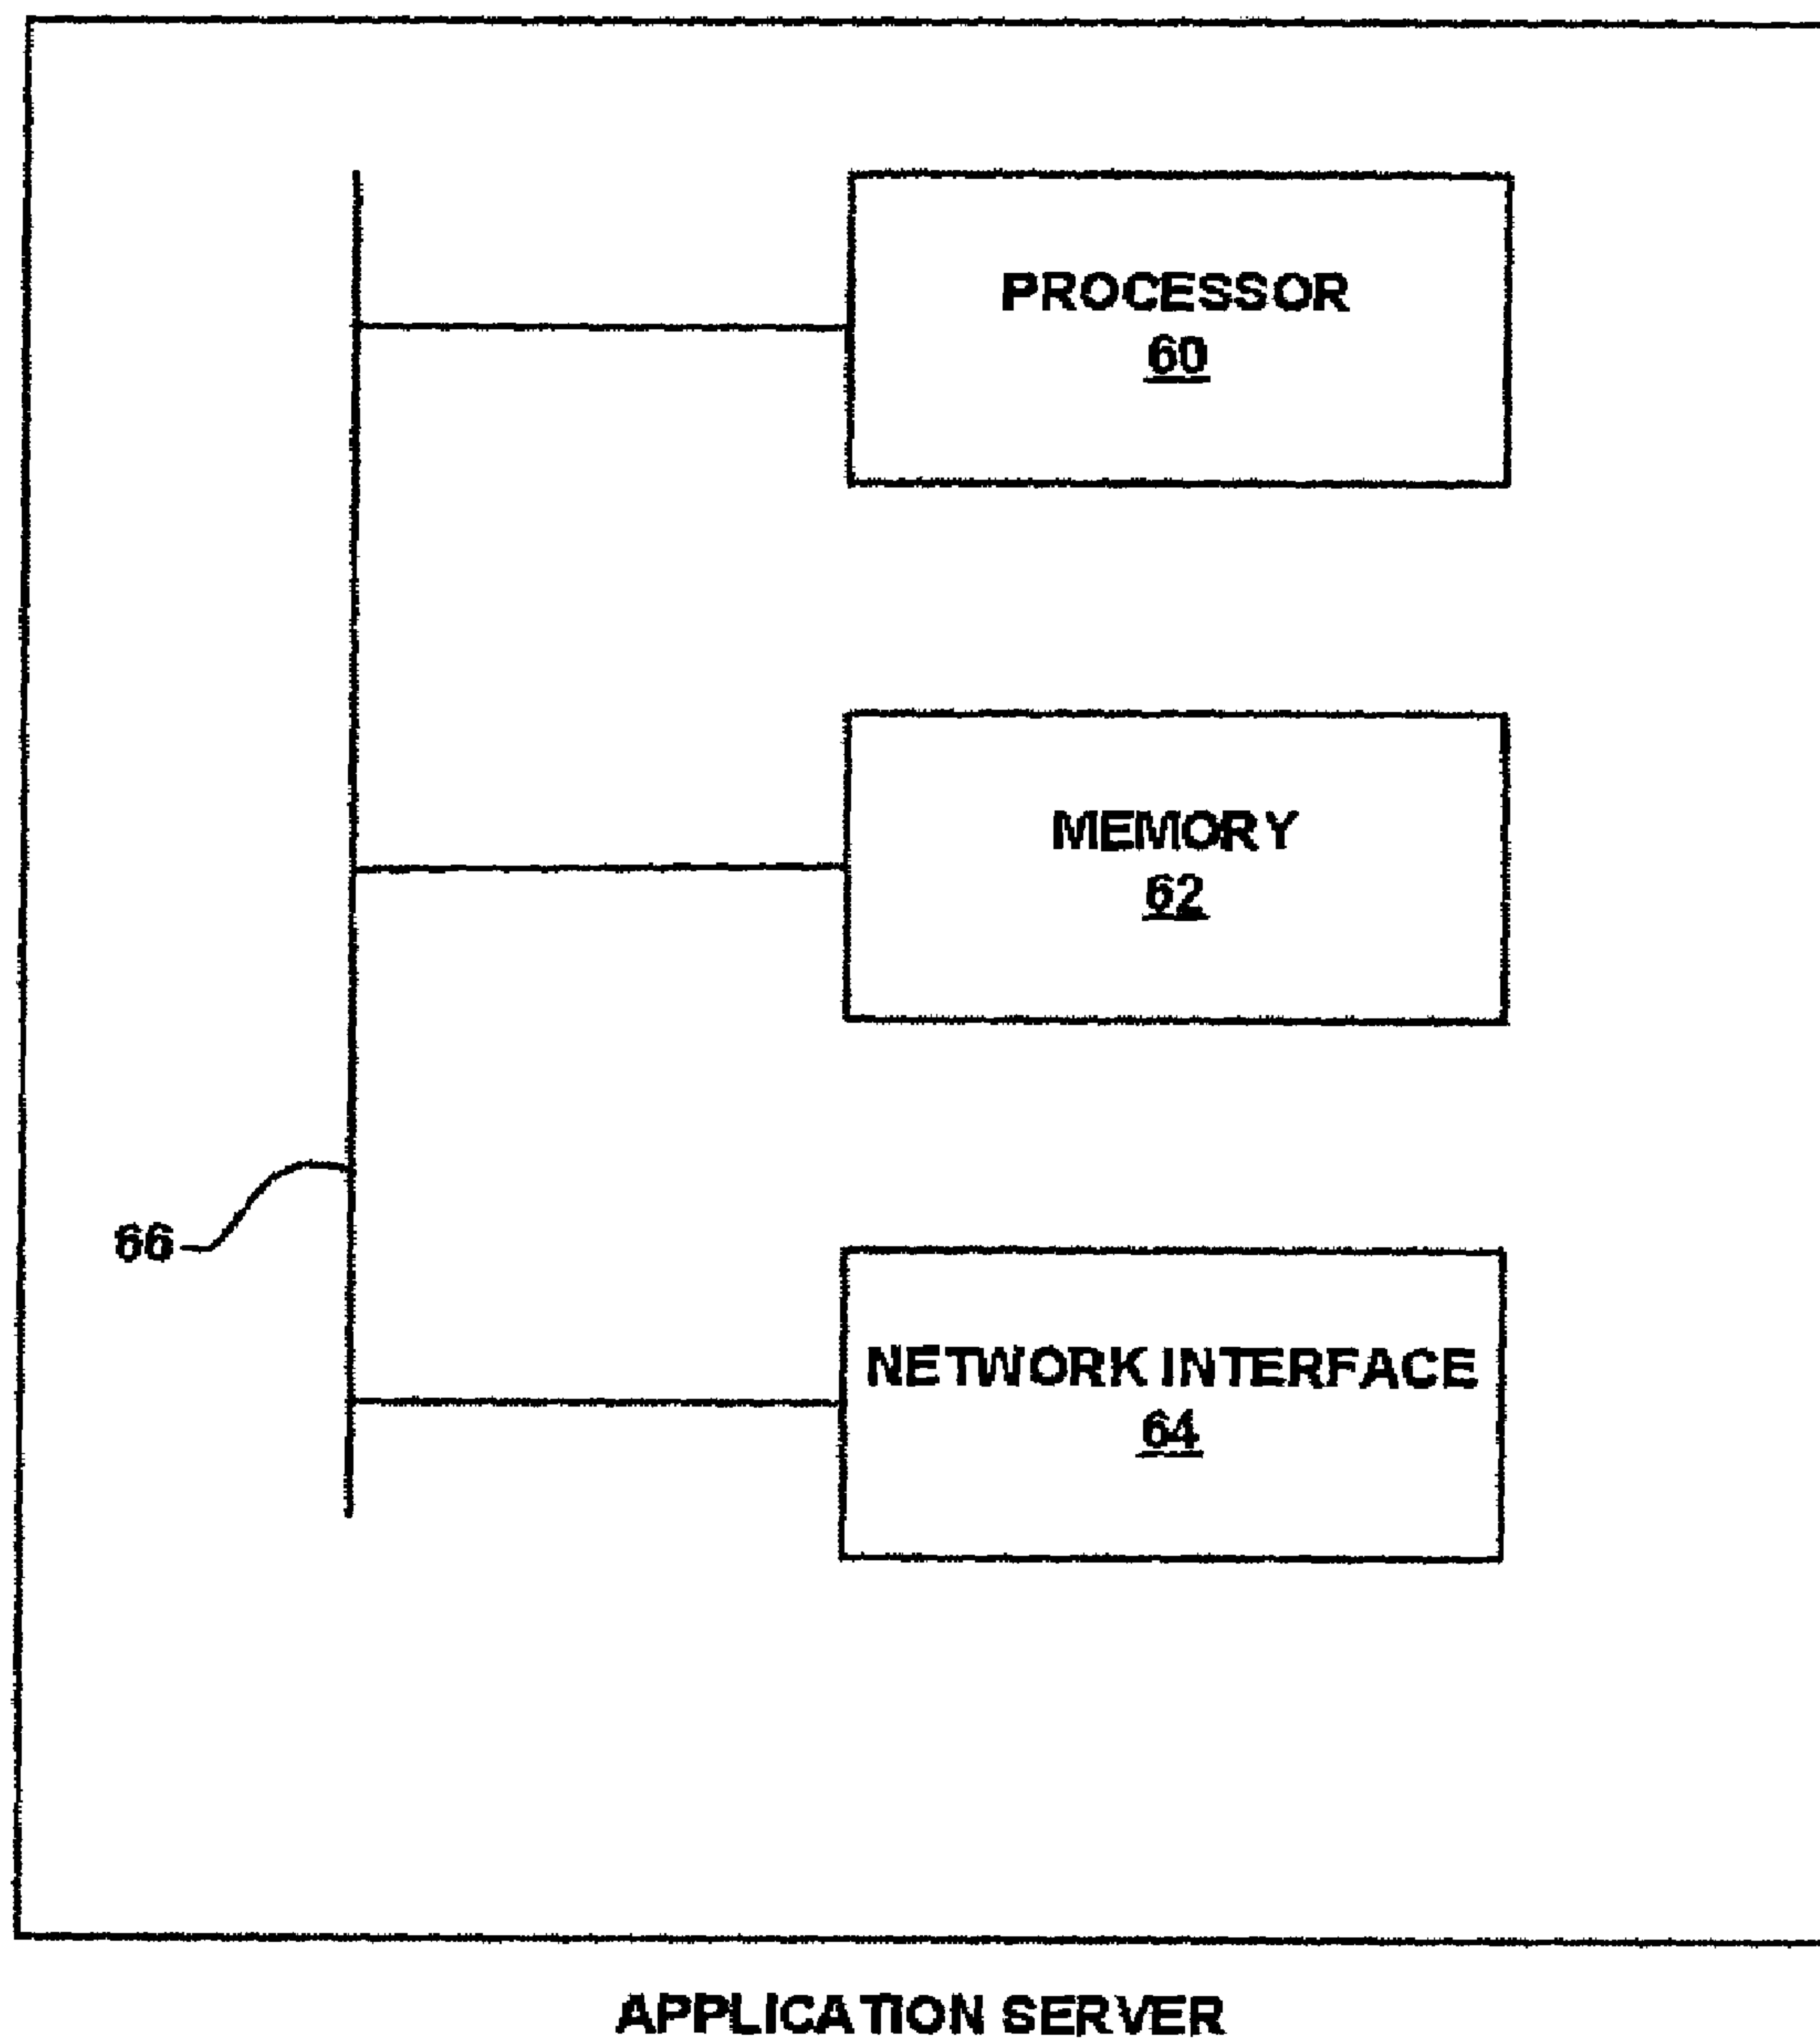 PROCESSOR
60
MEMORY
62
66
NETWORK INTERFACE
64
APPLICATION SERVER